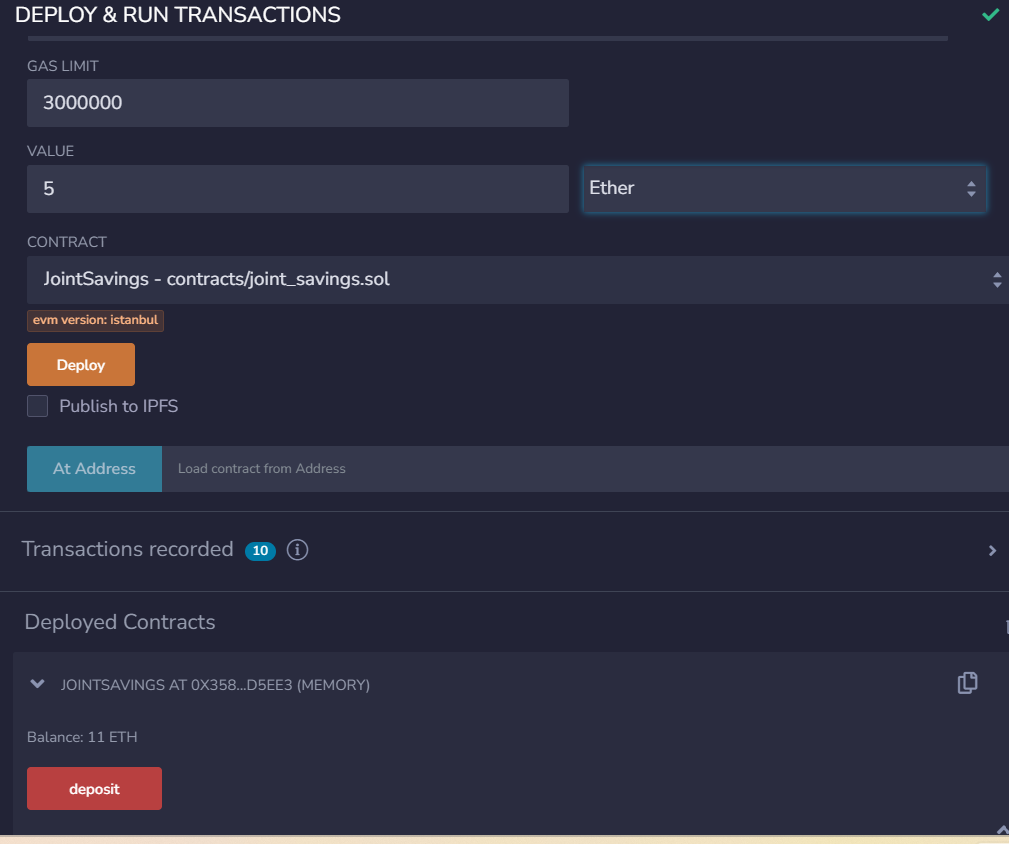 DEPLOY & RUN TRANSACTIONS
GAS LIMIT
3000000
VALUE
5
Ether
CONTRACT
JointSavings - contracts/joint_savings.sol
evm version: istanbul
Deploy
Publish to IPFS
At Address
Load contract from Address
Transactions recorded 10 i
Deployed Contracts
JOINTSAVINGS AT 0X358...D5EE3 (MEMORY)
Balance: 11 ETH
deposit